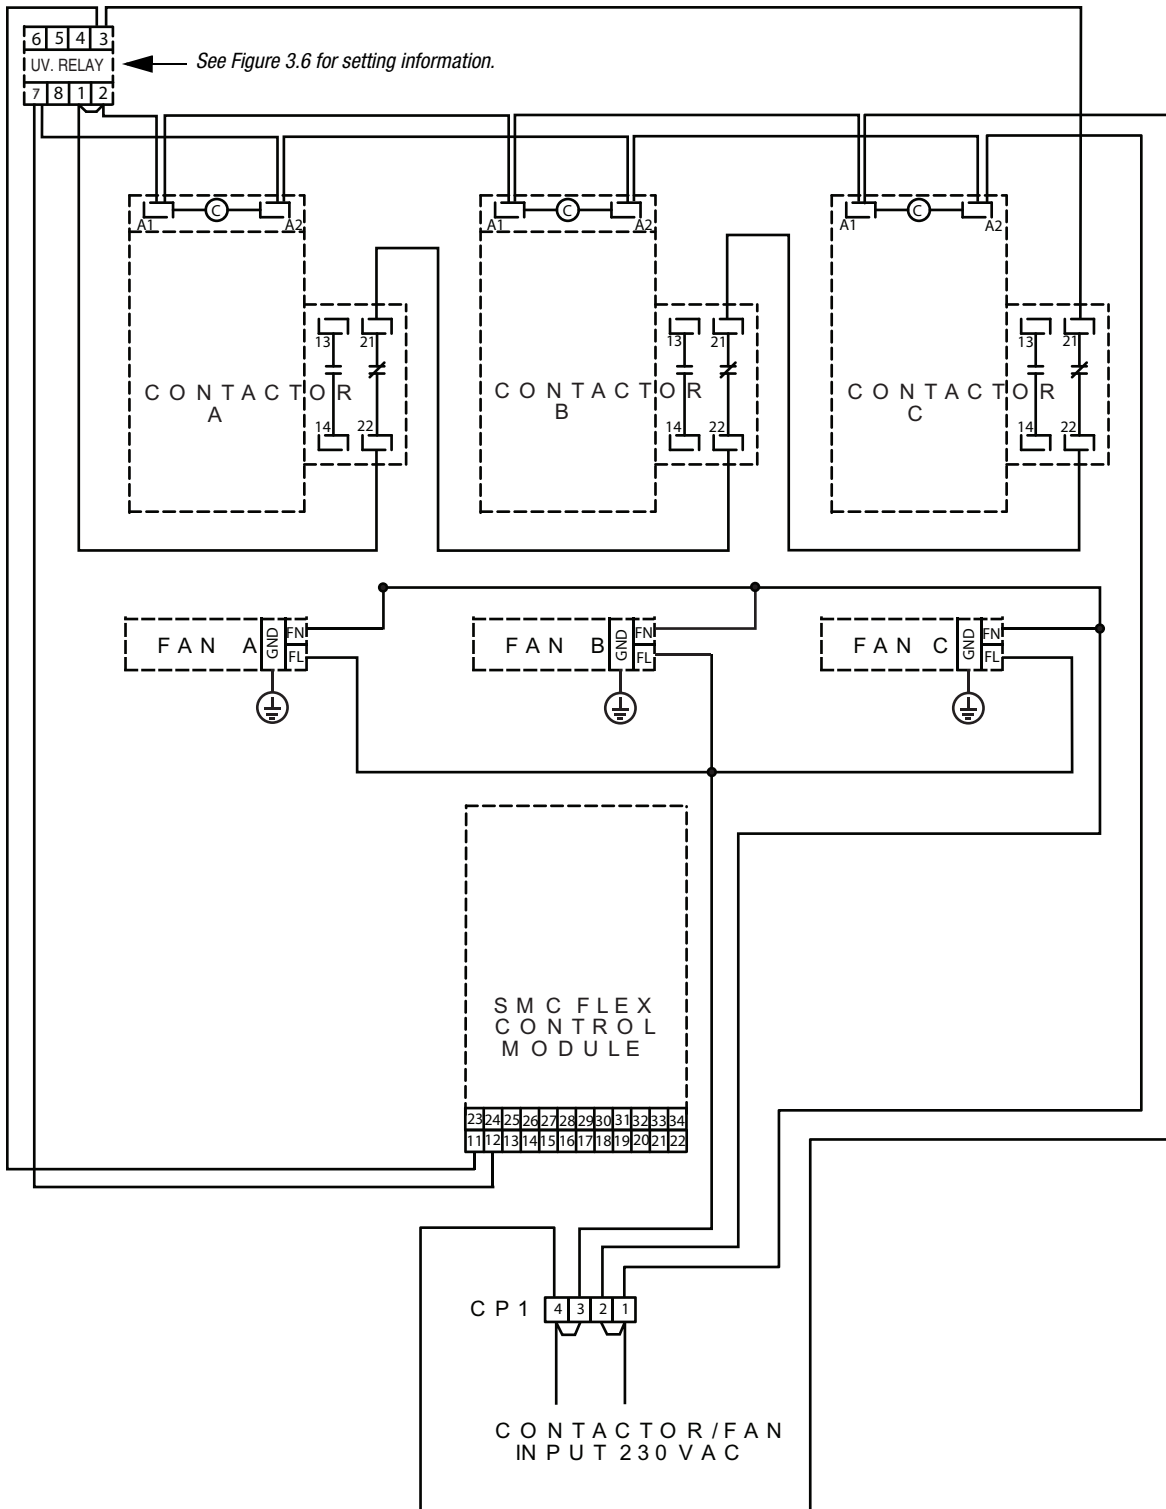 6 5 4 3
UV. RELAY
7 8 1 2
See Figure 3.6 for setting information.
C
A1
A2
C
A1
A2
C
A1
A2
13
21
CONTACTOR
A
14
22
13
21
CONTACTOR
B
14
22
13
21
CONTACTOR
C
14
22
FAN A
GND
FN
FL
FAN B
GND
FN
FL
FAN C
GND
FN
FL
SMC FLEX
CONTROL
MODULE
23 24 25 26 27 28 29 30 31 32 33 34
11 12 13 14 15 16 17 18 19 20 21 22
CP1
4 3 2 1
CONTACTOR/FAN
INPUT 230 VAC